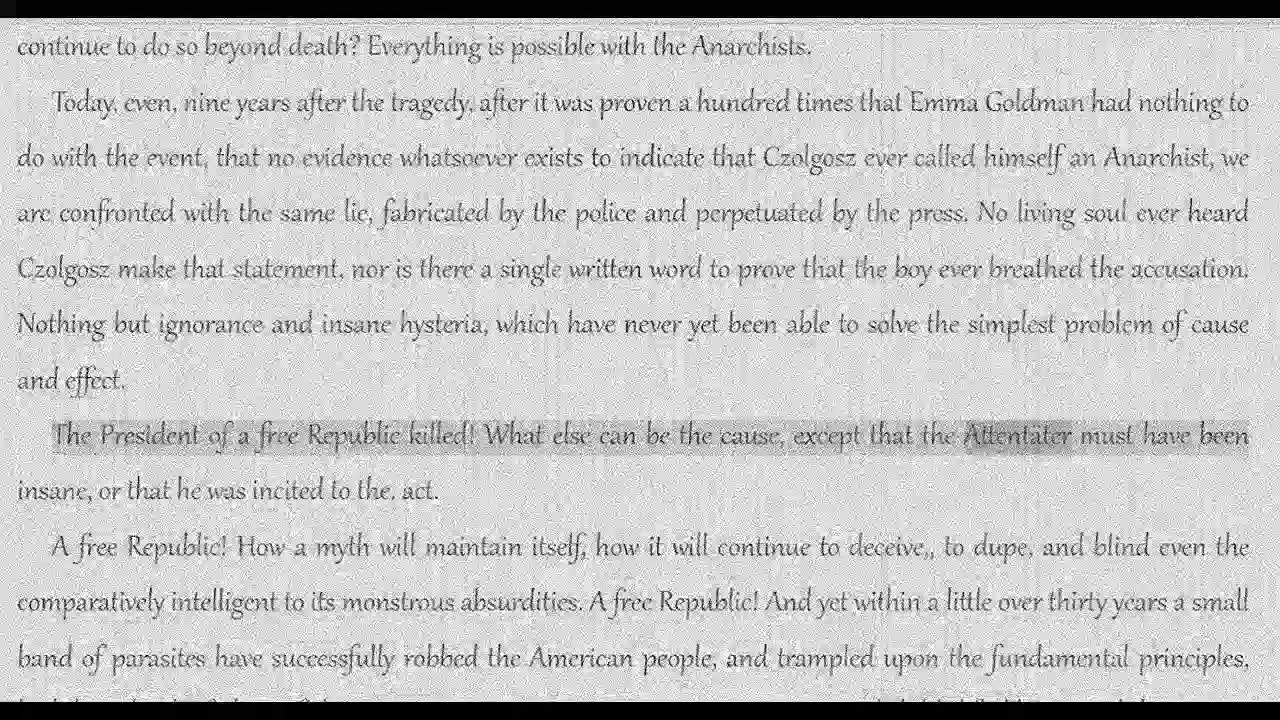 continue to do so beyond death? Everything is possible with the Anarchists.
Today, even, nine years after the tragedy, after it was proven a hundred times that Emma Goldman had nothing to
do with the event, that no evidence whatsoever exists to indicate that Czolgosz ever called himself an Anarchist, we
are confronted with the same lie, fabricated by the police and perpetuated by the press. No living soul ever heard
Czolgosz make that statement, nor is there a single written word to prove that the boy ever breathed the accusation.
Nothing but ignorance and insane hysteria, which have never yet been able to solve the simplest problem of cause
and effect.
The President of a free Republic killed! What else can be the cause, except that the Attentater must have been
insane, or that he was incited to the. act.
A free Republic! How a myth will maintain itself, how it will continue to deceive,, to dupe, and blind even the
comparatively intelligent to its monstrous absurdities. A free Republic! And yet within a little over thirty years a small
band of parasites have successfully robbed the American people, and trampled upon the fundamental principles,